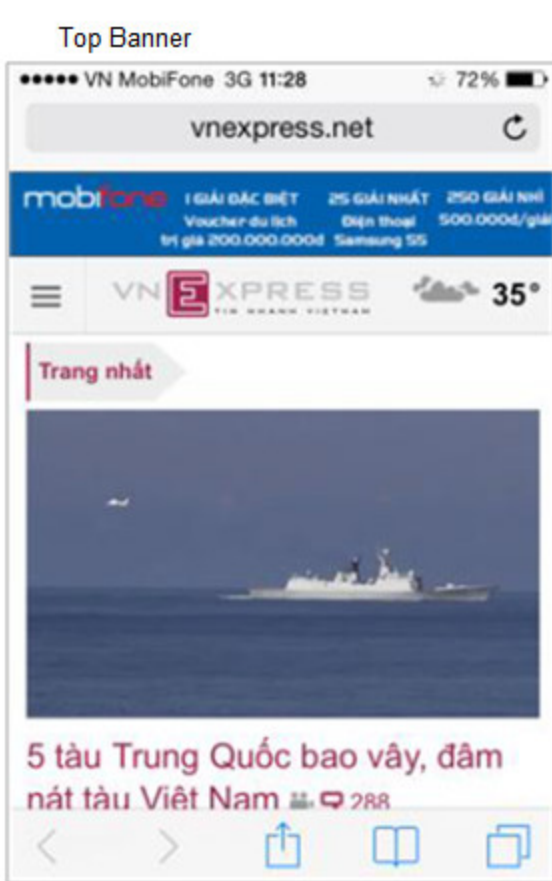 Top Banner
VN MobiFone 3G 11:28 72%
vnexpress.net
mobifone
1 GIẢI ĐẶC BIỆT
Voucher du lịch
trị giá 200.000.000đ
25 GIẢI NHẤT
Điện thoại
Samsung S5
250 GIẢI NHÌ
500.000đ/giải
VNEXPRESS 35°
TIN NHANH VIETNAM
Trang nhất
5 tàu Trung Quốc bao vây, đâm
nát tàu Việt Nam 288